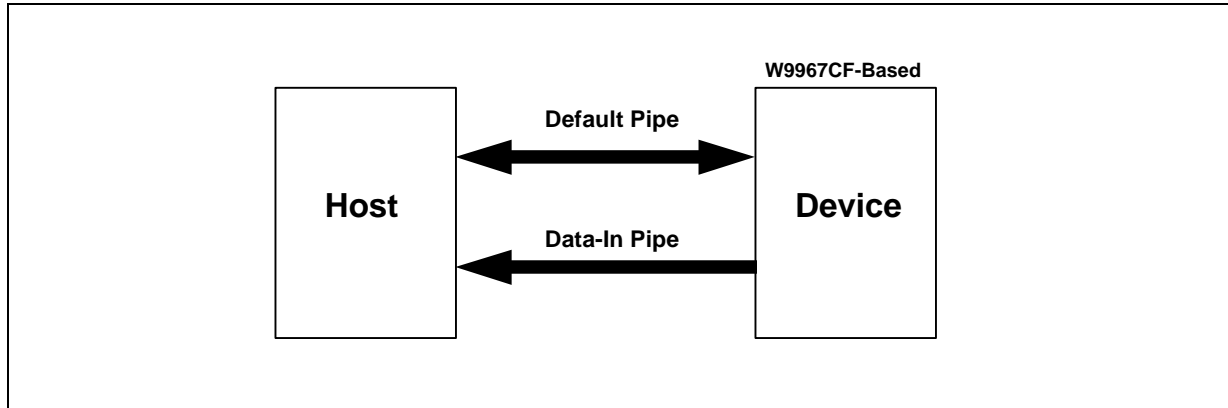 W9967CF-Based
Default Pipe
Host
Device
Data-In Pipe